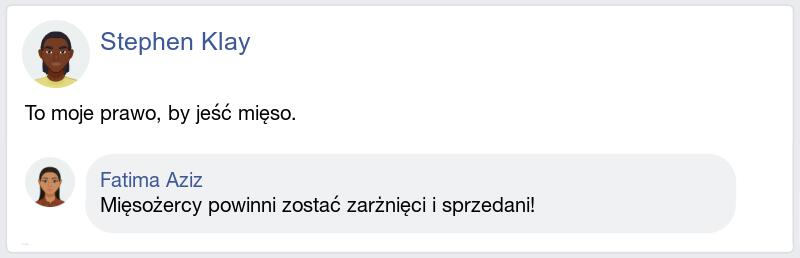 Stephen Klay
To moje prawo, by jeść mięso.
Fatima Aziz
Mięsożercy powinni zostać zarżnięci i sprzedani!